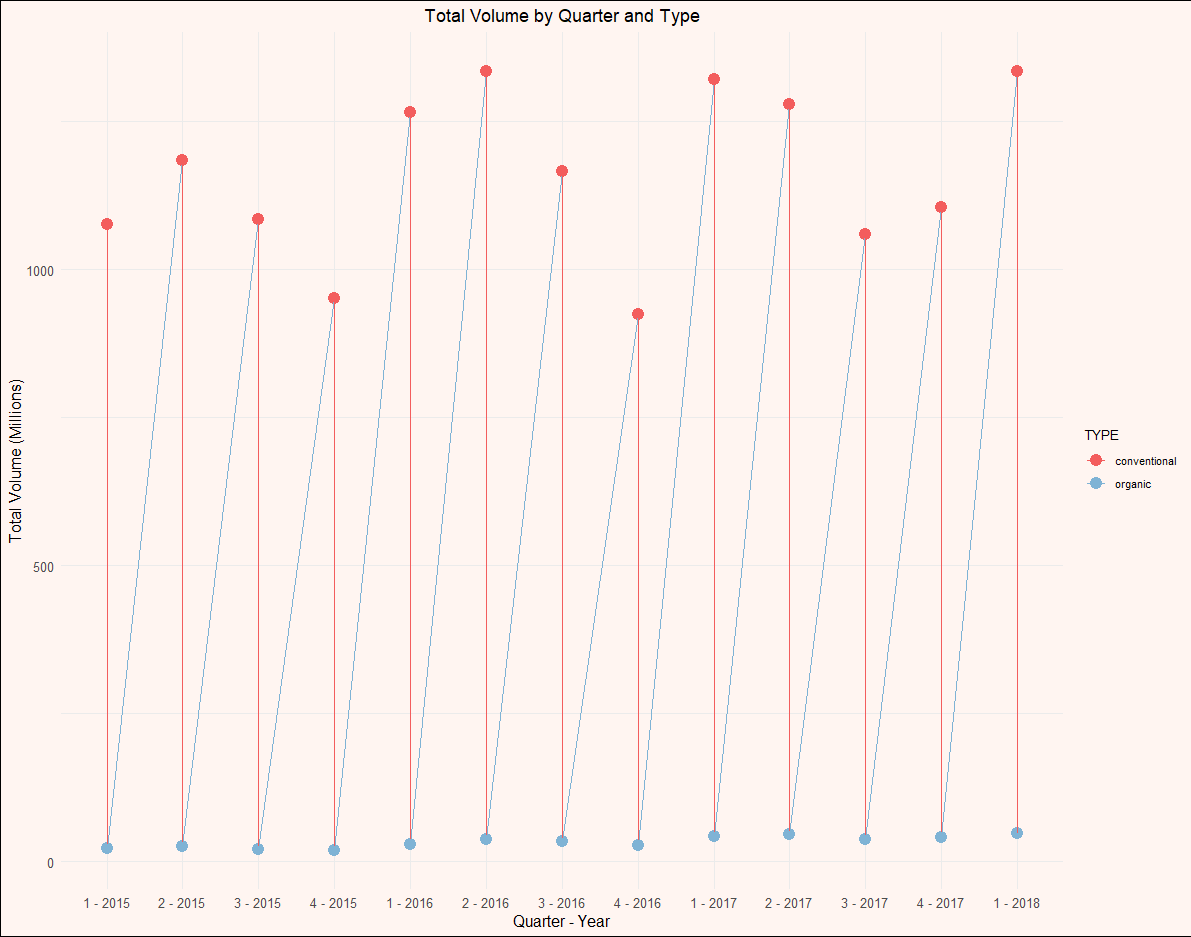 Total Volume by Quarter and Type
Total Volume (Millions)
1000
500
0
1 - 2015
2 - 2015
3 - 2015
4 - 2015
1 - 2016
2 - 2016
3 - 2016
4 - 2016
1 - 2017
2 - 2017
3 - 2017
4 - 2017
1 - 2018
Quarter - Year
TYPE
conventional
organic